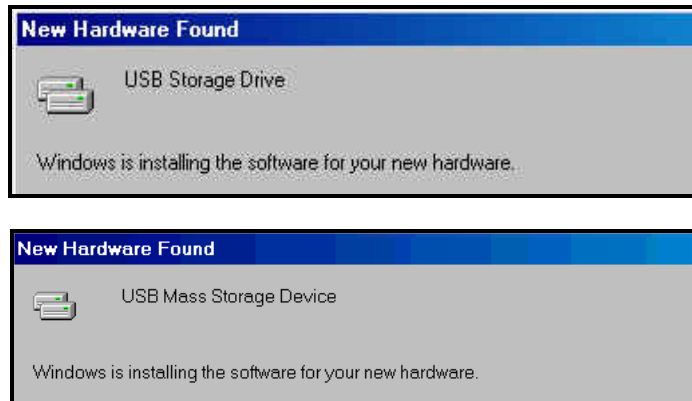 New Hardware Found
USB Storage Drive
Windows is installing the software for your new hardware.
New Hardware Found
USB Mass Storage Device
Windows is installing the software for your new hardware.